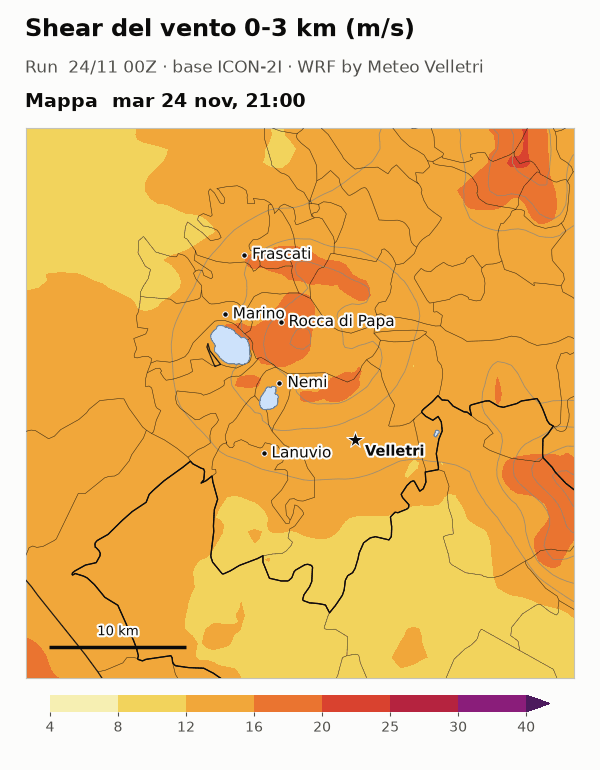 Shear del vento 0-3 km (m/s)
Run  24/11 00Z · base ICON-2I · WRF by Meteo Velletri
Mappa  mar 24 nov, 21:00
Frascati
Marino
Rocca di Papa
Nemi
Velletri
Lanuvio
10 km
4 8 12 16 20 25 30 40